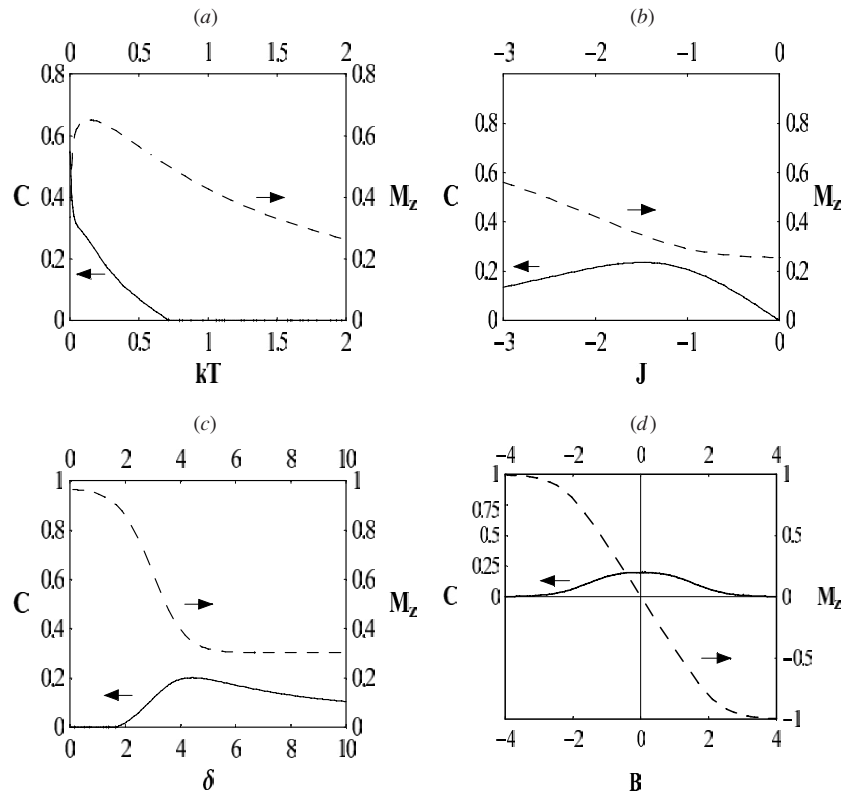 (a)
0 0.5 1 1.5 2
0.8 0.8
0.6 0.6
C 0.4 0.4 Mz
0.2 0.2
0 0
0 0.5 1 1.5 2
kT
(b)
-3 -2 -1 0
0.8 0.8
0.6 0.6
C 0.4 0.4 Mz
0.2 0.2
0 0
-3 -2 -1 0
J
(c)
0 2 4 6 8 10
1 1
0.8 0.8
0.6 0.6
C Mz
0.4 0.4
0.2 0.2
0 0
0 2 4 6 8 10
δ
(d)
-4 -2 0 2 4
1 1
0.75
0.5 0.5
0.25
C 0 0 Mz
-0.5
-1
-4 -2 0 2 4
B